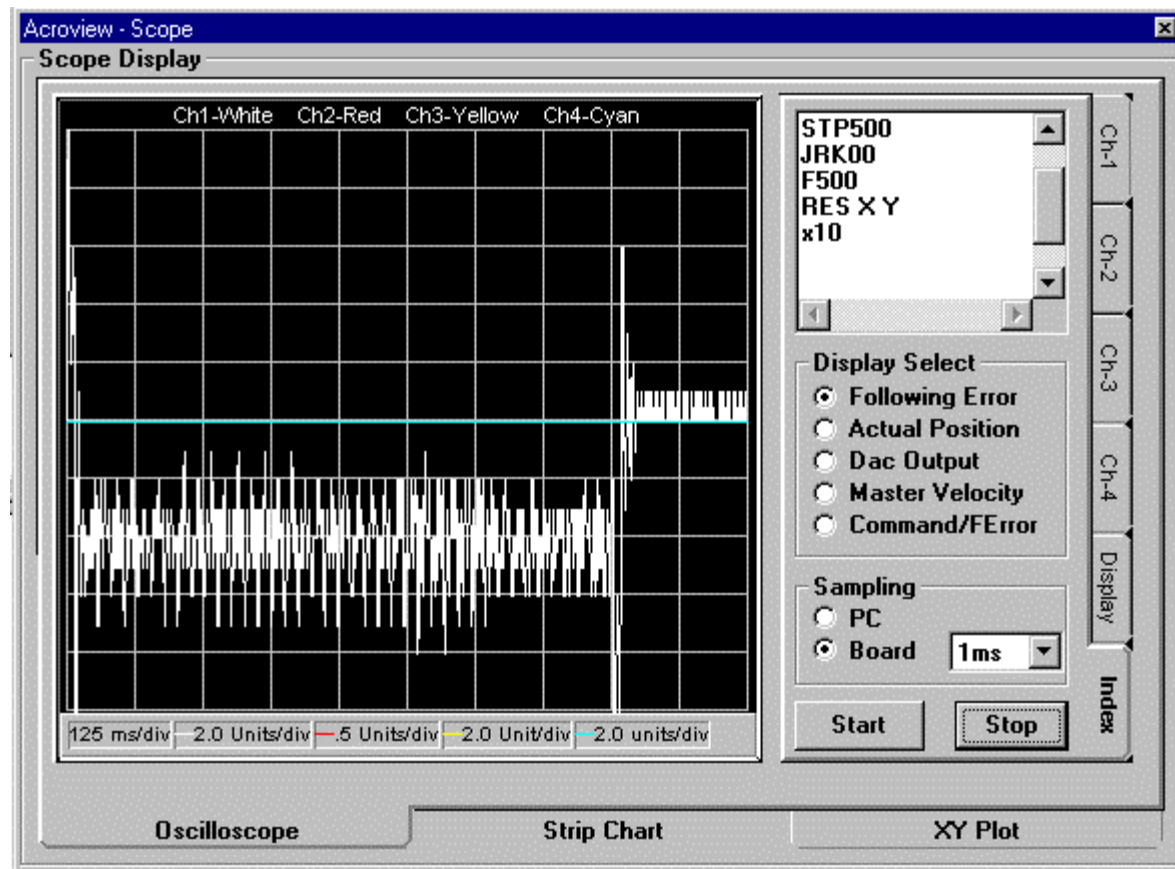 Acroview - Scope
Scope Display
Ch1-White Ch2-Red Ch3-Yellow Ch4-Cyan
125 ms/div 2.0 Units/div .5 Units/div 2.0 Unit/div 2.0 units/div
STP500
JRK00
F500
RES X Y
x10
Display Select
Following Error
Actual Position
Dac Output
Master Velocity
Command/FError
Sampling
PC
Board 1ms
Start Stop
Ch-1
Ch-2
Ch-3
Ch-4
Display
Index
Oscilloscope Strip Chart XY Plot